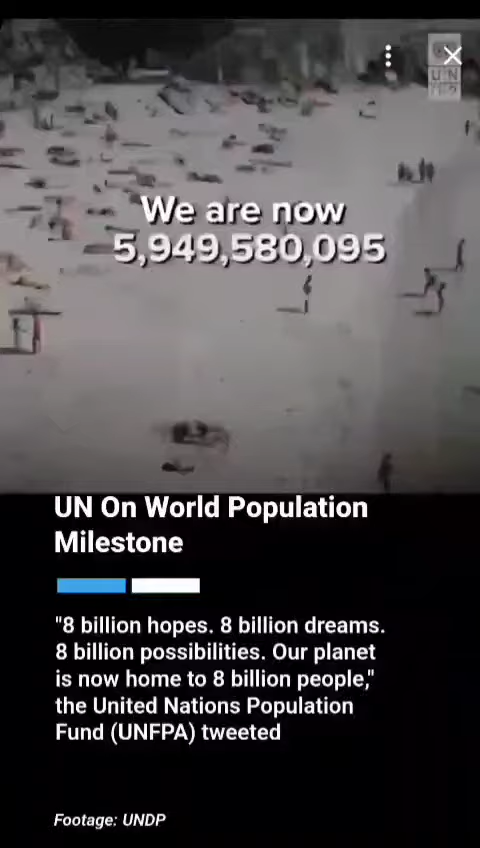 We are now
5,949,580,095
UN On World Population
Milestone
"8 billion hopes. 8 billion dreams.
8 billion possibilities. Our planet
is now home to 8 billion people,"
the United Nations Population
Fund (UNFPA) tweeted
Footage: UNDP